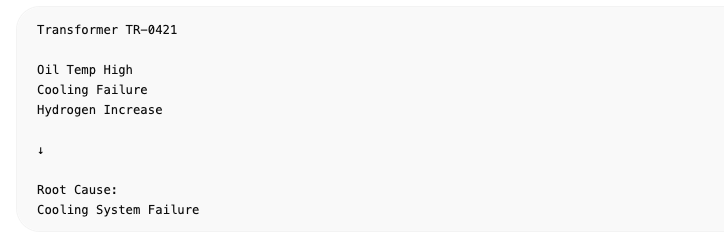 Transformer TR-0421
Oil Temp High
Cooling Failure
Hydrogen Increase
↓
Root Cause:
Cooling System Failure